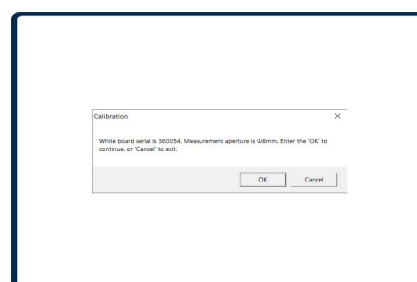 Calibration
White board serial is 360054, Measurement aperture is Φ8mm. Enter the 'OK' to
continue, or 'Cancel' to exit.
OK
Cancel